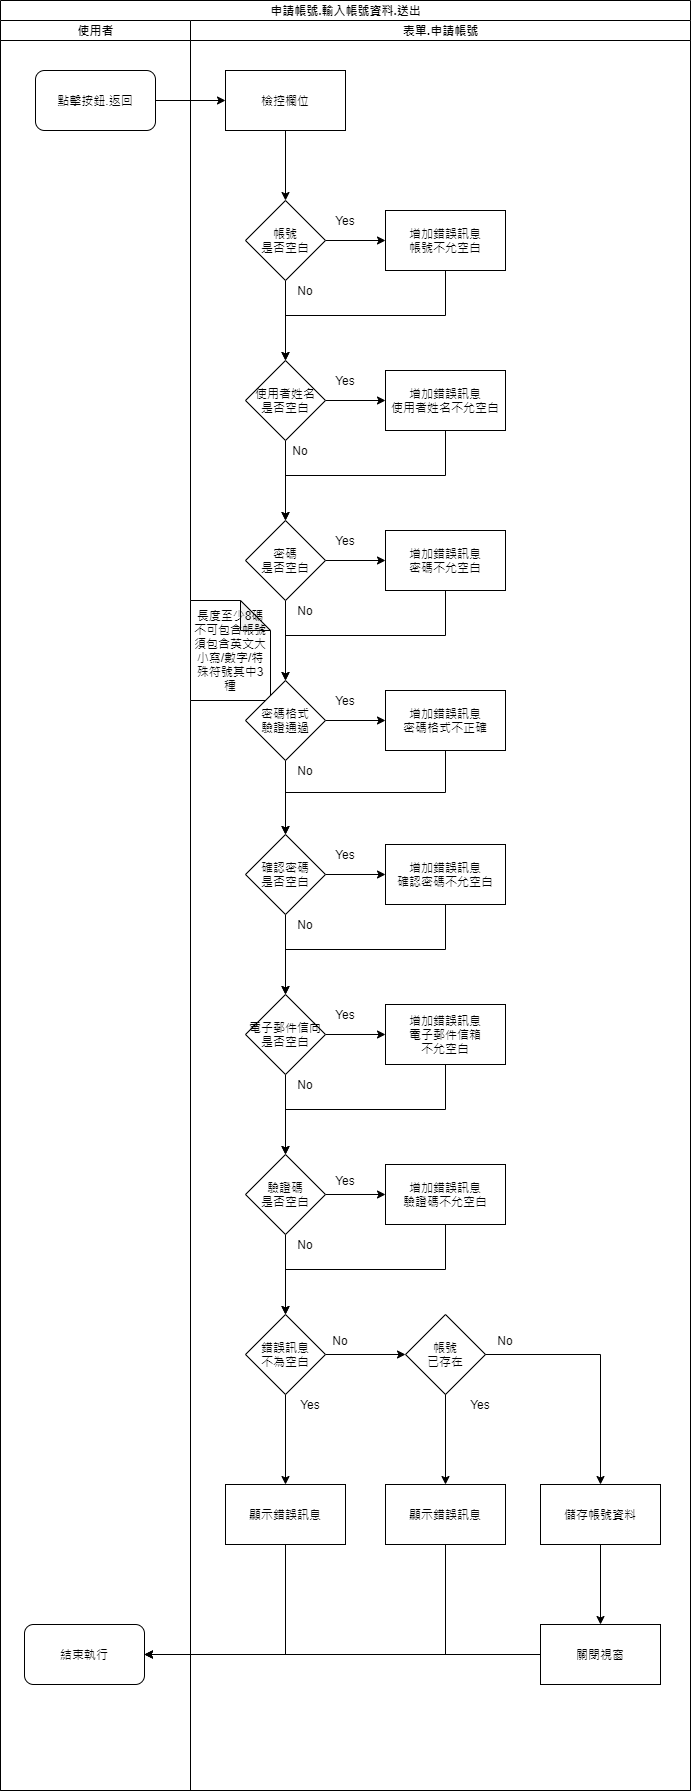 申請帳號.輸入帳號資料.送出
使用者
表單.申請帳號
點擊按鈕.返回
檢控欄位
帳號
是否空白
Yes
增加錯誤訊息
帳號不允空白
No
使用者姓名
是否空白
Yes
增加錯誤訊息
使用者姓名不允空白
No
密碼
是否空白
Yes
增加錯誤訊息
密碼不允空白
No
長度至少8碼
不可包含帳號
須包含英文大
小寫/數字/特
殊符號其中3
種
密碼格式
驗證通過
Yes
增加錯誤訊息
密碼格式不正確
No
確認密碼
是否空白
Yes
增加錯誤訊息
確認密碼不允空白
No
電子郵件信向
是否空白
Yes
增加錯誤訊息
電子郵件信箱
不允空白
No
驗證碼
是否空白
Yes
增加錯誤訊息
驗證碼不允空白
No
錯誤訊息
不為空白
No
帳號
已存在
No
Yes
Yes
顯示錯誤訊息
顯示錯誤訊息
儲存帳號資料
結束執行
關閉視窗